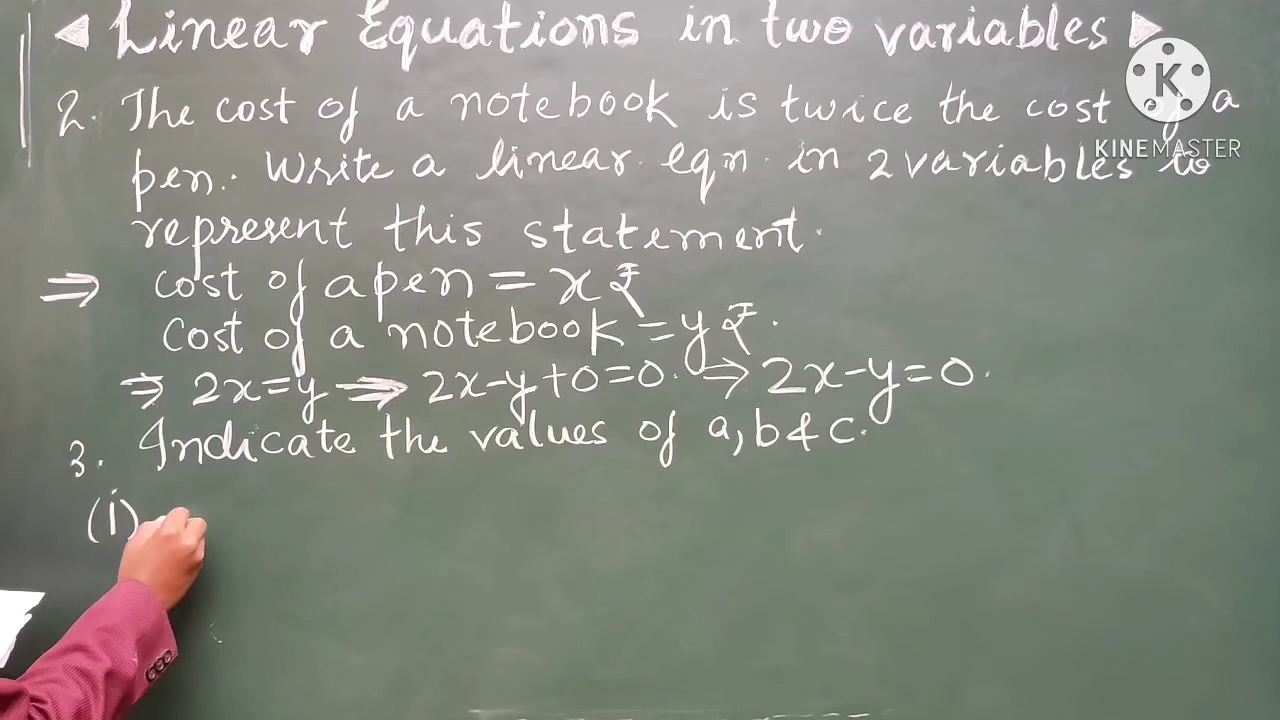 Linear Equations in two variables
2. The cost of a notebook is twice the cost of a
pen. Write a linear eqn. in 2 variables to
represent this statement.
⇒ cost of a pen = x ₹
cost of a notebook = y ₹.
⇒ 2x=y ⇒ 2x-y+0=0. ⇒ 2x-y=0.
3. Indicate the values of a, b & c.
(i)
K
KINEMASTER